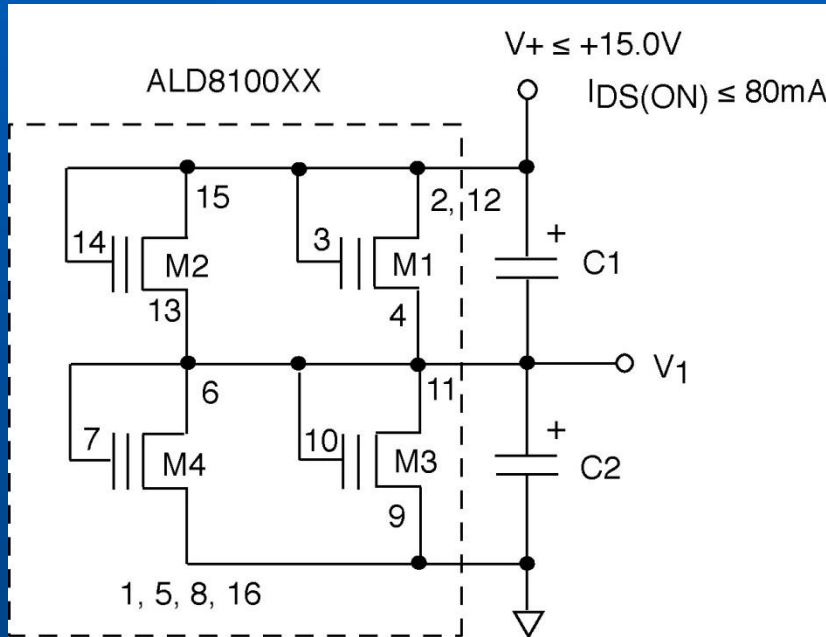 V+ ≤ +15.0V
ALD8100XX
IDS(ON) ≤ 80mA
15
2, 12
14
M2
3
M1
+
C1
13
4
6
11
V1
7
M4
10
M3
+
C2
9
1, 5, 8, 16